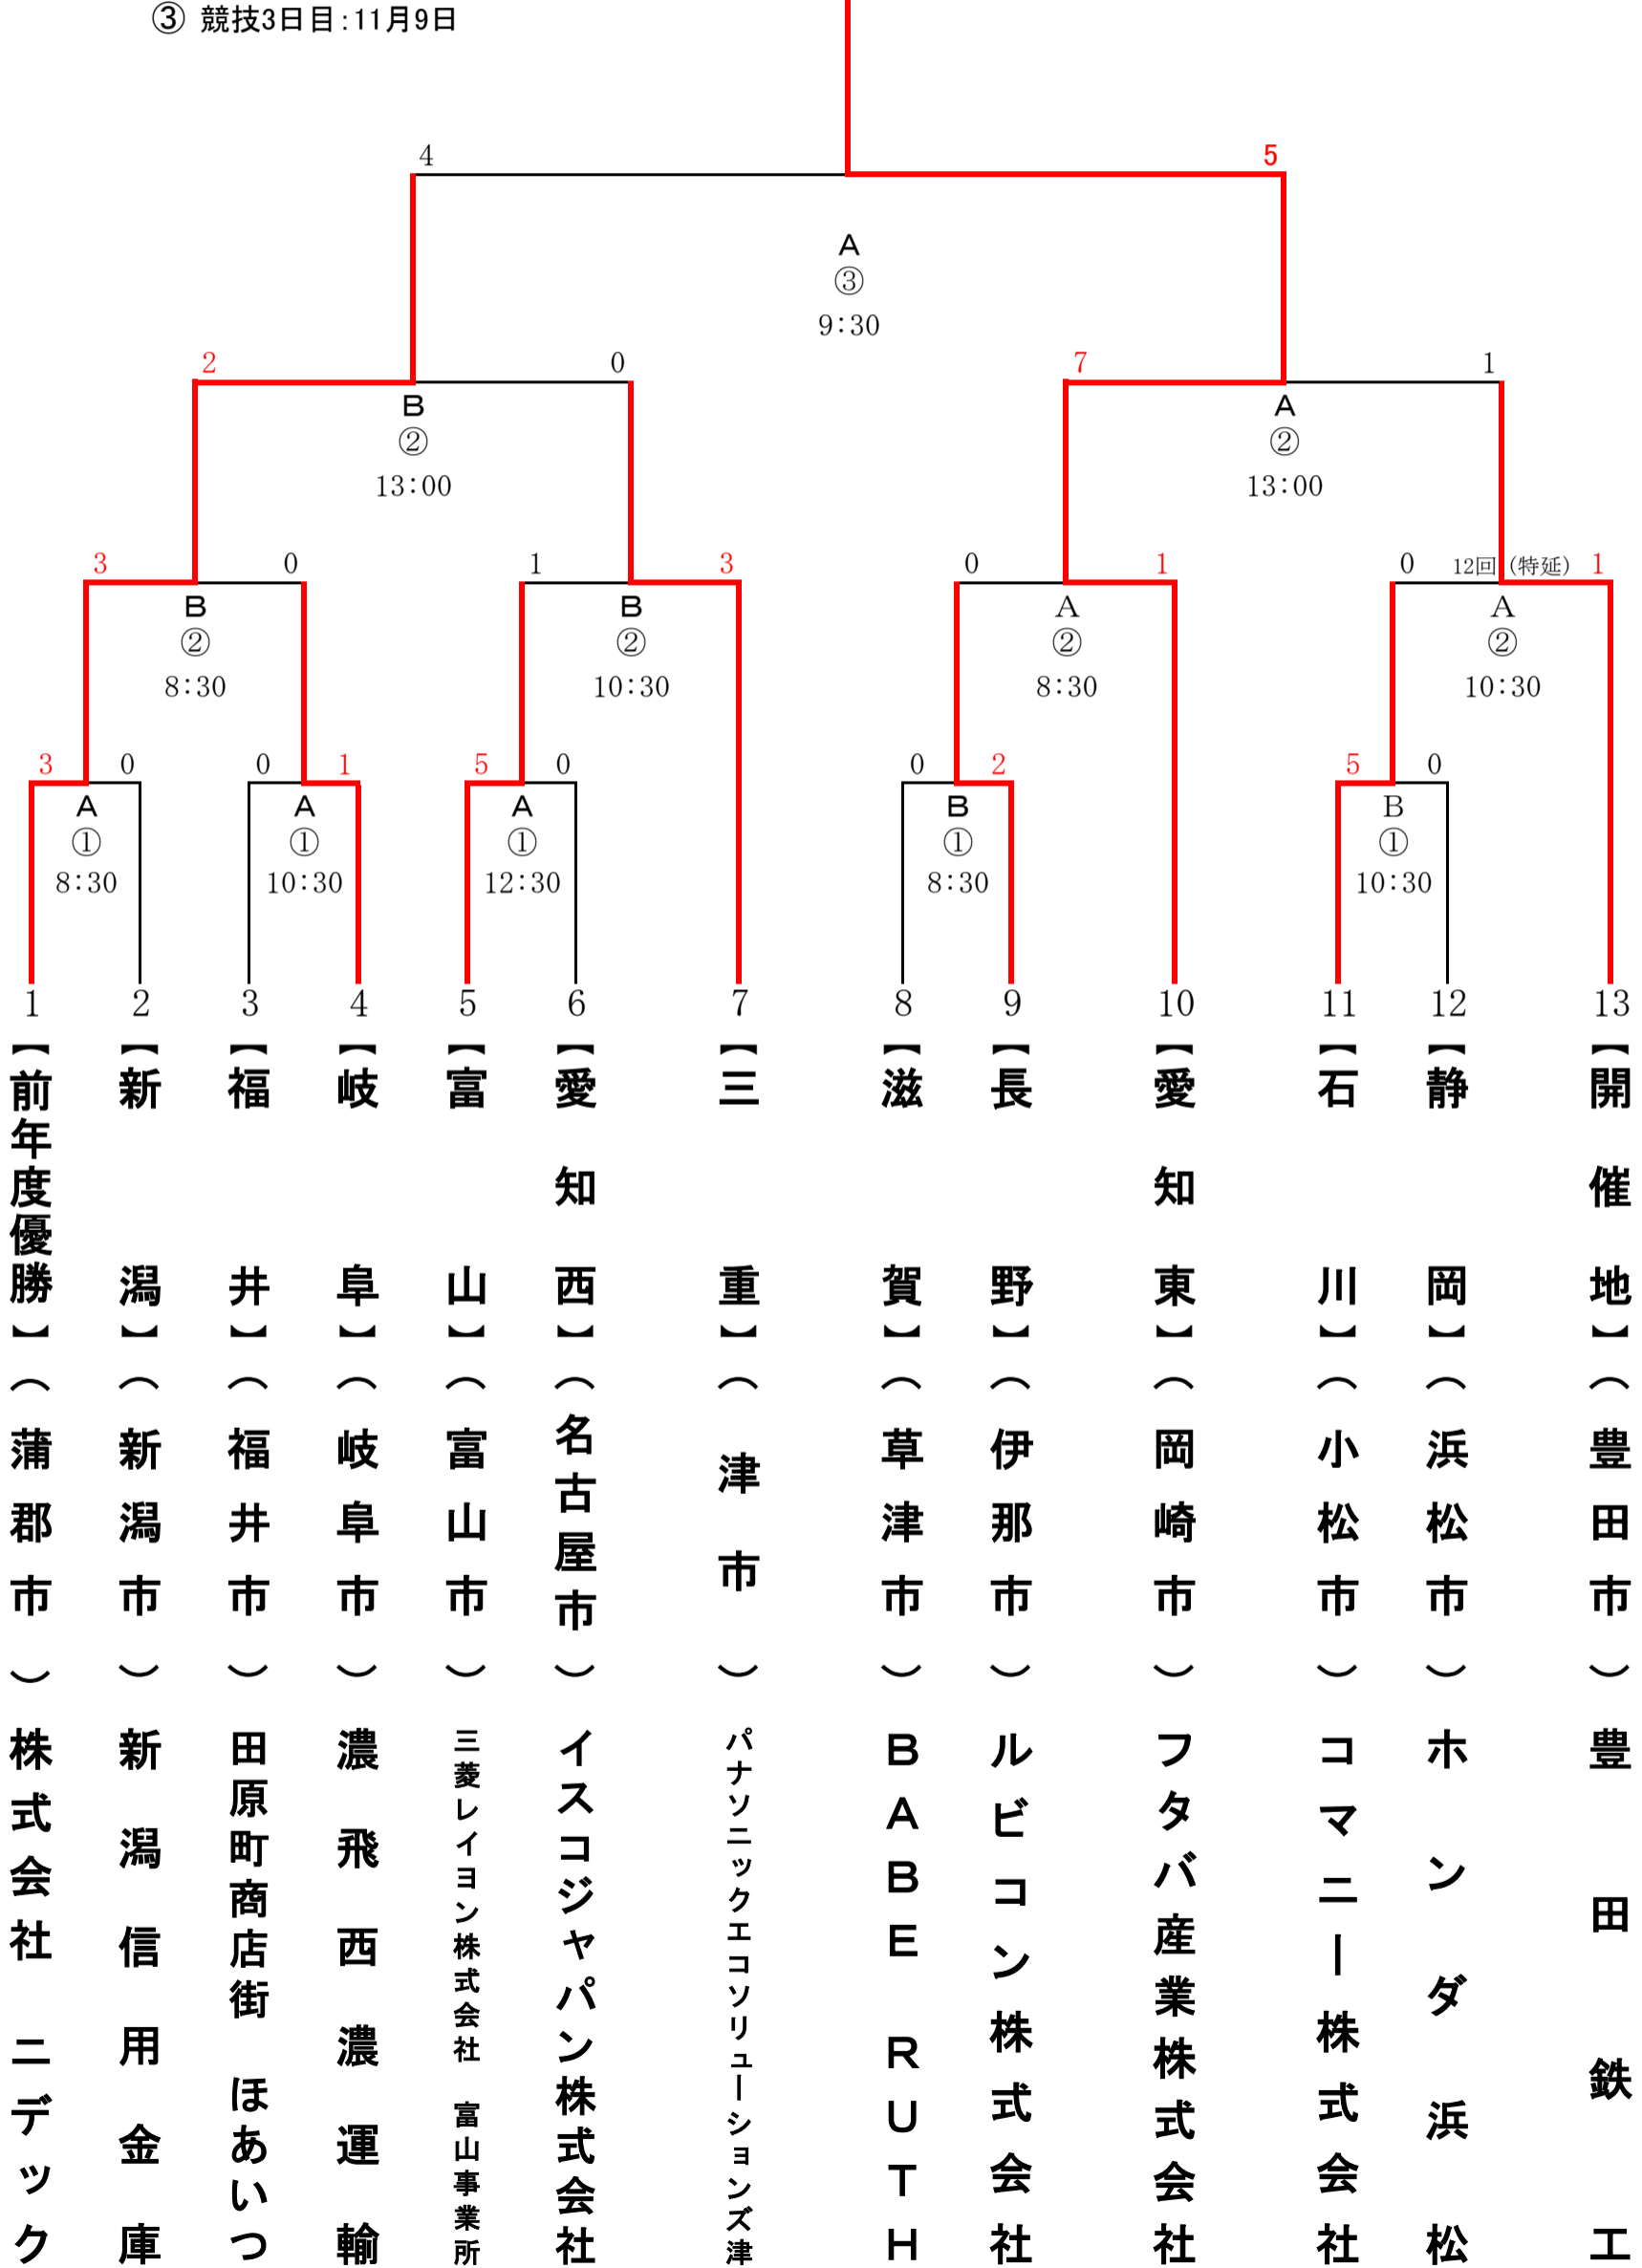 ③ 競技3日目:11月9日
4
5
A
③
9:30
2
0
7
1
B
②
13:00
A
②
13:00
3
0
1
3
0
1
0
12回(特延)
1
B
②
8:30
B
②
10:30
A
②
8:30
A
②
10:30
3
0
0
1
5
0
0
2
5
0
A
①
8:30
A
①
10:30
A
①
12:30
B
①
8:30
B
①
10:30
1
【前年度優勝】(蒲郡市) 株式会社 ニデック
2
【新潟】(新潟市) 新潟信用金庫
3
【福井】(福井市) 田原町商店街 ほあいつ
4
【岐阜】(岐阜市) 濃飛西濃運輸
5
【富山】(富山市) 三菱レイヨン株式会社 富山事業所
6
【愛知西】(名古屋市) イスコジャパン株式会社
7
【三重】(津市) パナソニックエコソリューションズ津
8
【滋賀】(草津市) BABE RUTH
9
【長野】(伊那市) ルビコン株式会社
10
【愛知東】(岡崎市) フタバ産業株式会社
11
【石川】(小松市) コマニー株式会社
12
【静岡】(浜松市) ホンダ浜松
13
【開催地】(豊田市) 豊田鉄工